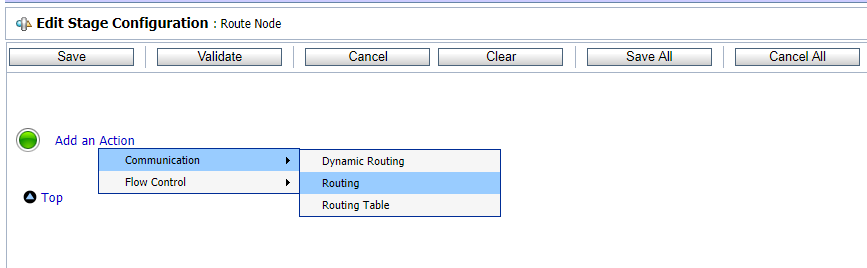 Edit Stage Configuration : Route Node
Save Validate Cancel Clear Save All Cancel All
Add an Action
Communication
Flow Control
Dynamic Routing
Routing
Routing Table
Top